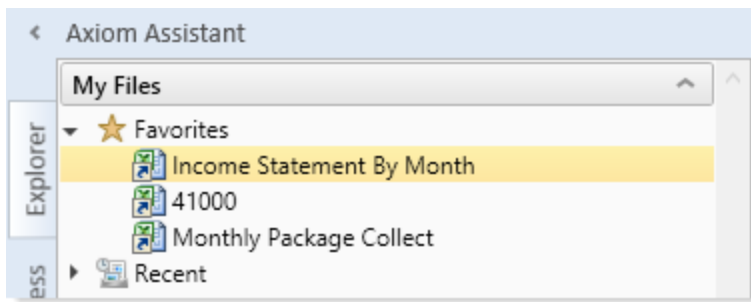 Axiom Assistant
My Files
Explorer
Favorites
Income Statement By Month
41000
Monthly Package Collect
Recent